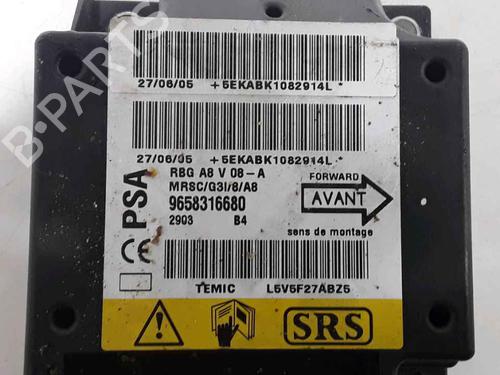 27/06/05 +5EKABK1082914L*
27/06/05 +5EKABK1082914L*
PSA
RBG A8 V 08-A
MRSC/G3I/8/A8
9658316680
2903 B4
FORWARD
AVANT
sens de montage
CE
TEMIC L5V5F27ABZ5
SRS
B-PARTS